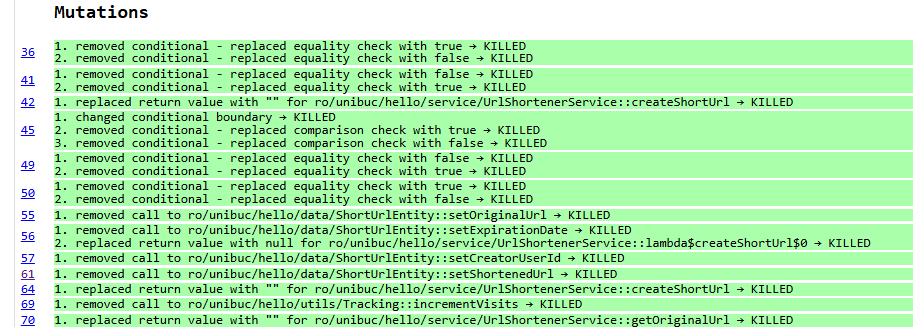 Mutations
36
1. removed conditional - replaced equality check with true → KILLED
2. removed conditional - replaced equality check with false → KILLED
41
1. removed conditional - replaced equality check with false → KILLED
2. removed conditional - replaced equality check with true → KILLED
42
1. replaced return value with "" for ro/unibuc/hello/service/UrlShortenerService::createShortUrl → KILLED
45
1. changed conditional boundary → KILLED
2. removed conditional - replaced comparison check with true → KILLED
3. removed conditional - replaced comparison check with false → KILLED
49
1. removed conditional - replaced equality check with false → KILLED
2. removed conditional - replaced equality check with true → KILLED
50
1. removed conditional - replaced equality check with true → KILLED
2. removed conditional - replaced equality check with false → KILLED
55
1. removed call to ro/unibuc/hello/data/ShortUrlEntity::setOriginalUrl → KILLED
56
1. removed call to ro/unibuc/hello/data/ShortUrlEntity::setExpirationDate → KILLED
2. replaced return value with null for ro/unibuc/hello/service/UrlShortenerService::lambda$createShortUrl$0 → KILLED
57
1. removed call to ro/unibuc/hello/data/ShortUrlEntity::setCreatorUserId → KILLED
61
1. removed call to ro/unibuc/hello/data/ShortUrlEntity::setShortenedUrl → KILLED
64
1. replaced return value with "" for ro/unibuc/hello/service/UrlShortenerService::createShortUrl → KILLED
69
1. removed call to ro/unibuc/hello/utils/Tracking::incrementVisits → KILLED
70
1. replaced return value with "" for ro/unibuc/hello/service/UrlShortenerService::getOriginalUrl → KILLED